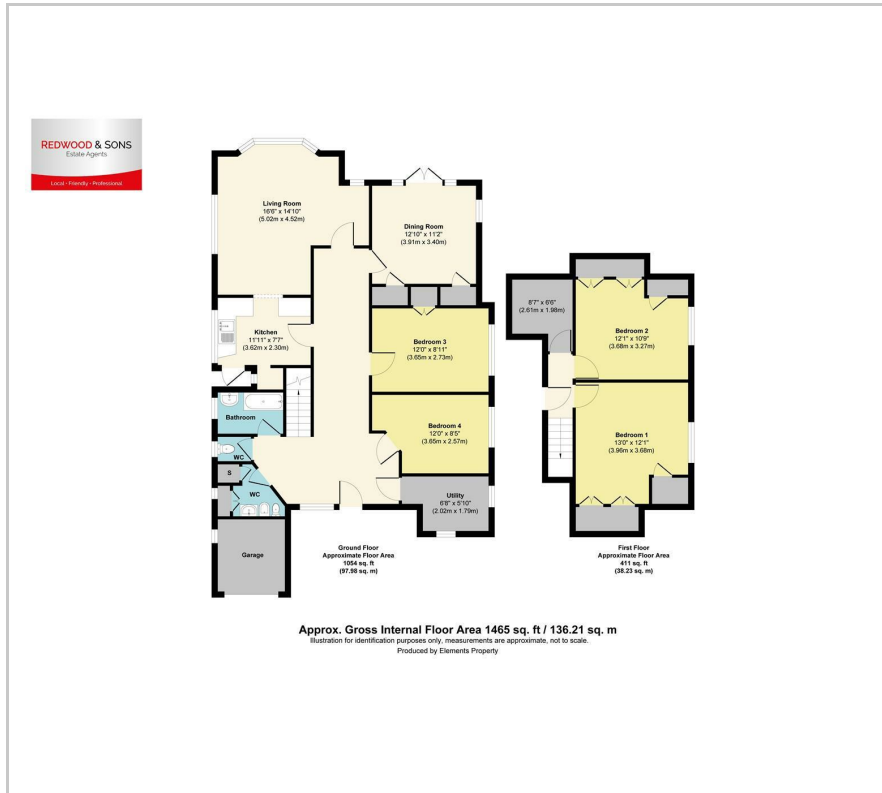 REDWOOD & SONS
Estate Agents
Local • Friendly • Professional
Living Room
16'6" x 14'10"
(5.02m x 4.52m)
Dining Room
12'10" x 11'2"
(3.91m x 3.40m)
Kitchen
11'11" x 7'7"
(3.62m x 2.30m)
Bedroom 3
12'0" x 8'11"
(3.65m x 2.73m)
Bathroom
Bedroom 4
12'0" x 8'5"
(3.65m x 2.57m)
WC
S
WC
Utility
6'8" x 5'10"
(2.02m x 1.79m)
Garage
Ground Floor
Approximate Floor Area
1054 sq. ft
(97.98 sq. m)
8'7" x 6'6"
(2.61m x 1.98m)
Bedroom 2
12'1" x 10'9"
(3.68m x 3.27m)
Bedroom 1
13'0" x 12'1"
(3.96m x 3.68m)
First Floor
Approximate Floor Area
411 sq. ft
(38.23 sq. m)
Approx. Gross Internal Floor Area 1465 sq. ft / 136.21 sq. m
Illustration for identification purposes only, measurements are approximate, not to scale.
Produced by Elements Property